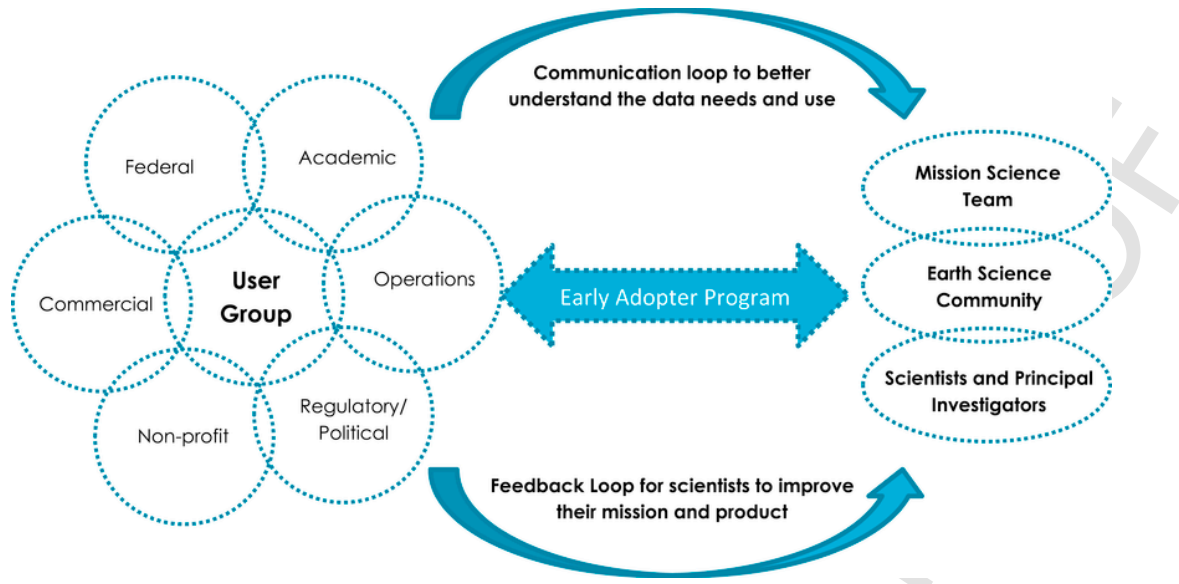 Communication loop to better
understand the data needs and use
Federal
Academic
Commercial
User
Group
Operations
Non-profit
Regulatory/
Political
Early Adopter Program
Mission Science
Team
Earth Science
Community
Scientists and Principal
Investigators
Feedback Loop for scientists to improve
their mission and product